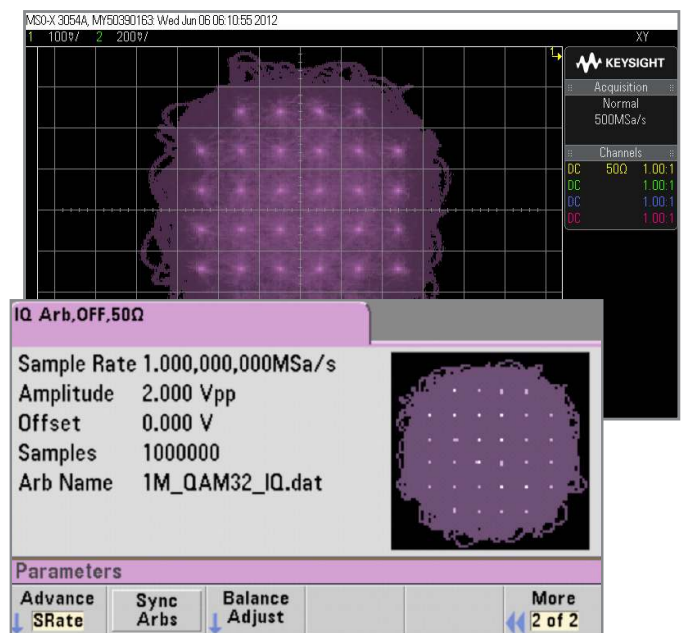 MSO-X 3054A, MY50390163: Wed Jun 06 06:10:55 2012
1 100%/ 2 200%/ XY
KEYSIGHT
Acquisition
Normal
500MSa/s
Channels
DC 50Ω 1.00:1
DC 1.00:1
DC 1.00:1
DC 1.00:1
IQ Arb,OFF,50Ω
Sample Rate 1.000,000,000MSa/s
Amplitude 2.000 Vpp
Offset 0.000 V
Samples 1000000
Arb Name 1M_QAM32_IQ.dat
Parameters
Advance Sync Balance More
SRate Arbs Adjust 2 of 2